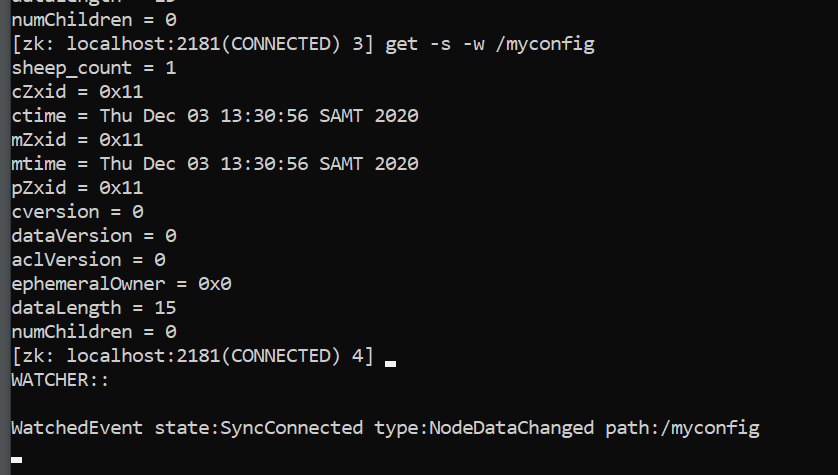 numChildren = 0
[zk: localhost:2181(CONNECTED) 3] get -s -w /myconfig
sheep_count = 1
cZxid = 0x11
ctime = Thu Dec 03 13:30:56 SAMT 2020
mZxid = 0x11
mtime = Thu Dec 03 13:30:56 SAMT 2020
pZxid = 0x11
cversion = 0
dataVersion = 0
aclVersion = 0
ephemeralOwner = 0x0
dataLength = 15
numChildren = 0
[zk: localhost:2181(CONNECTED) 4]
WATCHER::
WatchedEvent state:SyncConnected type:NodeDataChanged path:/myconfig